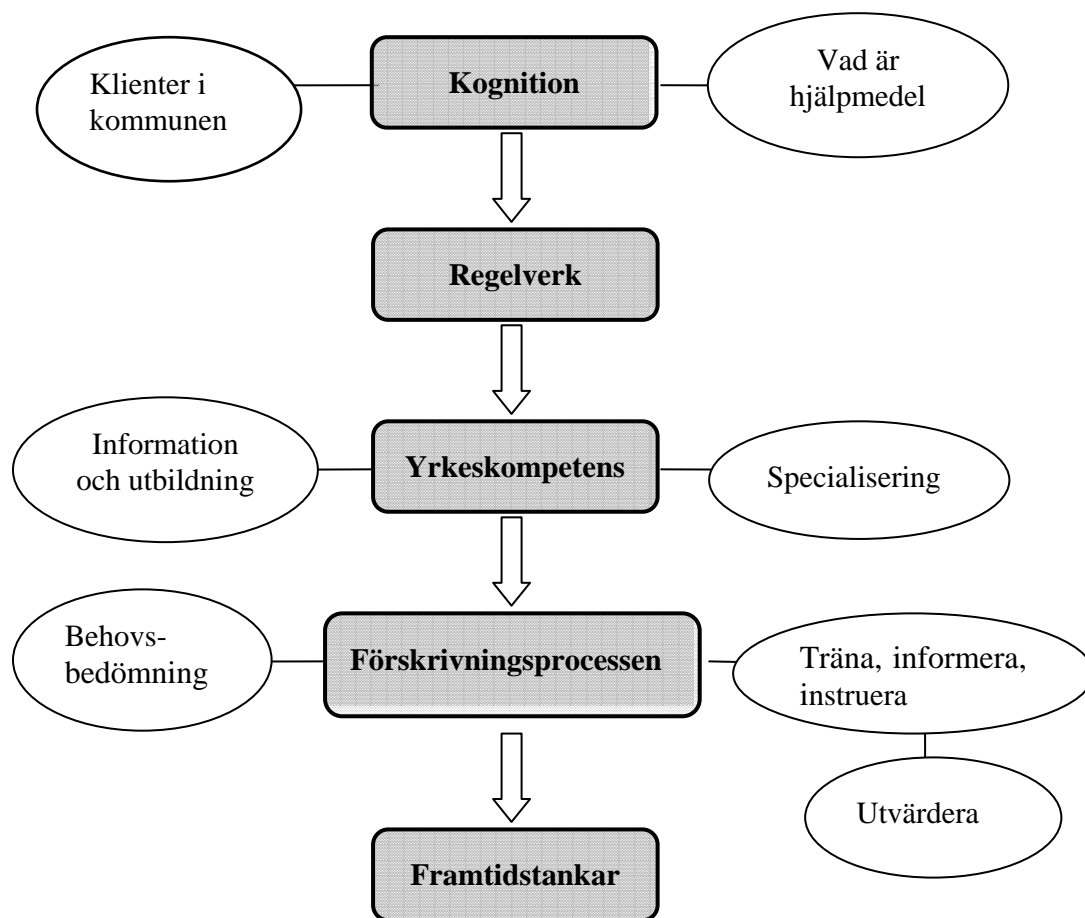 Klienter i
kommunen
Kognition
Vad är
hjälpmedel
Regelverk
Information
och utbildning
Yrkeskompetens
Specialisering
Behovs-
bedömning
Förskrivningsprocessen
Träna, informera,
instruera
Utvärdera
Framtidstankar